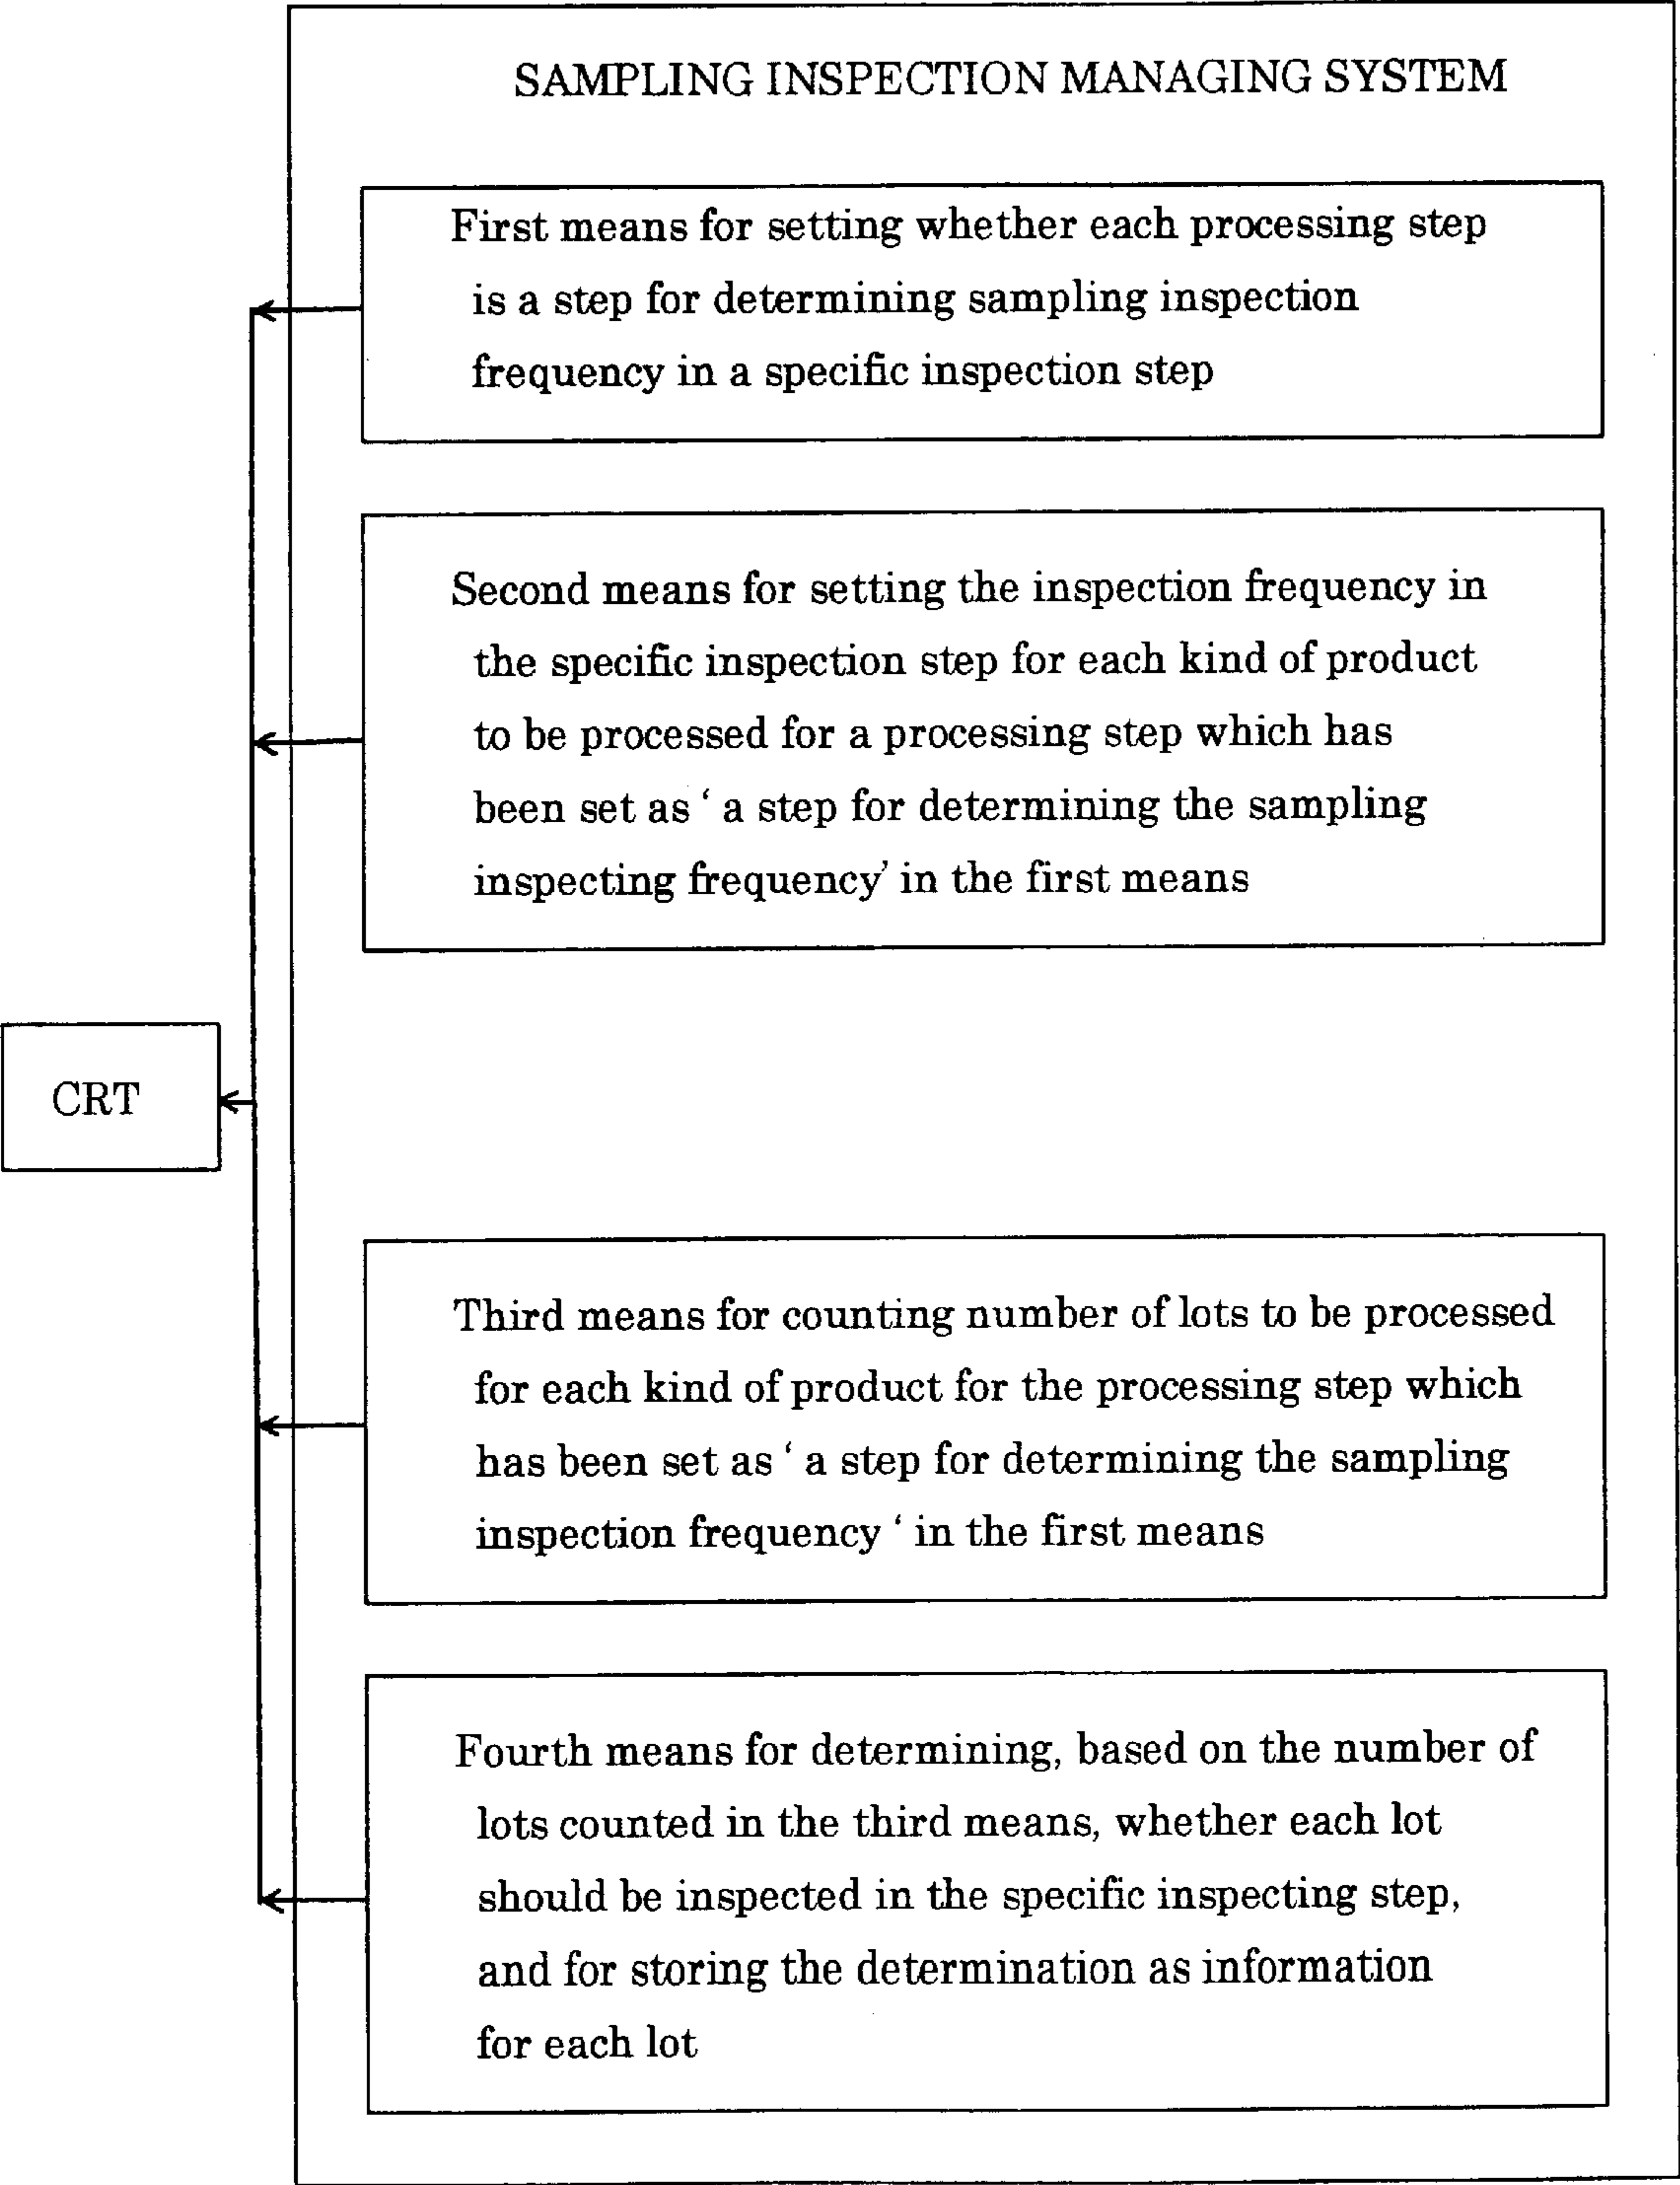 SAMPLING INSPECTION MANAGING SYSTEM
First means for setting whether each processing step
is a step for determining sampling inspection
frequency in a specific inspection step
Second means for setting the inspection frequency in
the specific inspection step for each kind of product
to be processed for a processing step which has
been set as ‘ a step for determining the sampling
inspecting frequency’ in the first means
CRT
Third means for counting number of lots to be processed
for each kind of product for the processing step which
has been set as ‘ a step for determining the sampling
inspection frequency ‘ in the first means
Fourth means for determining, based on the number of
lots counted in the third means, whether each lot
should be inspected in the specific inspecting step,
and for storing the determination as information
for each lot